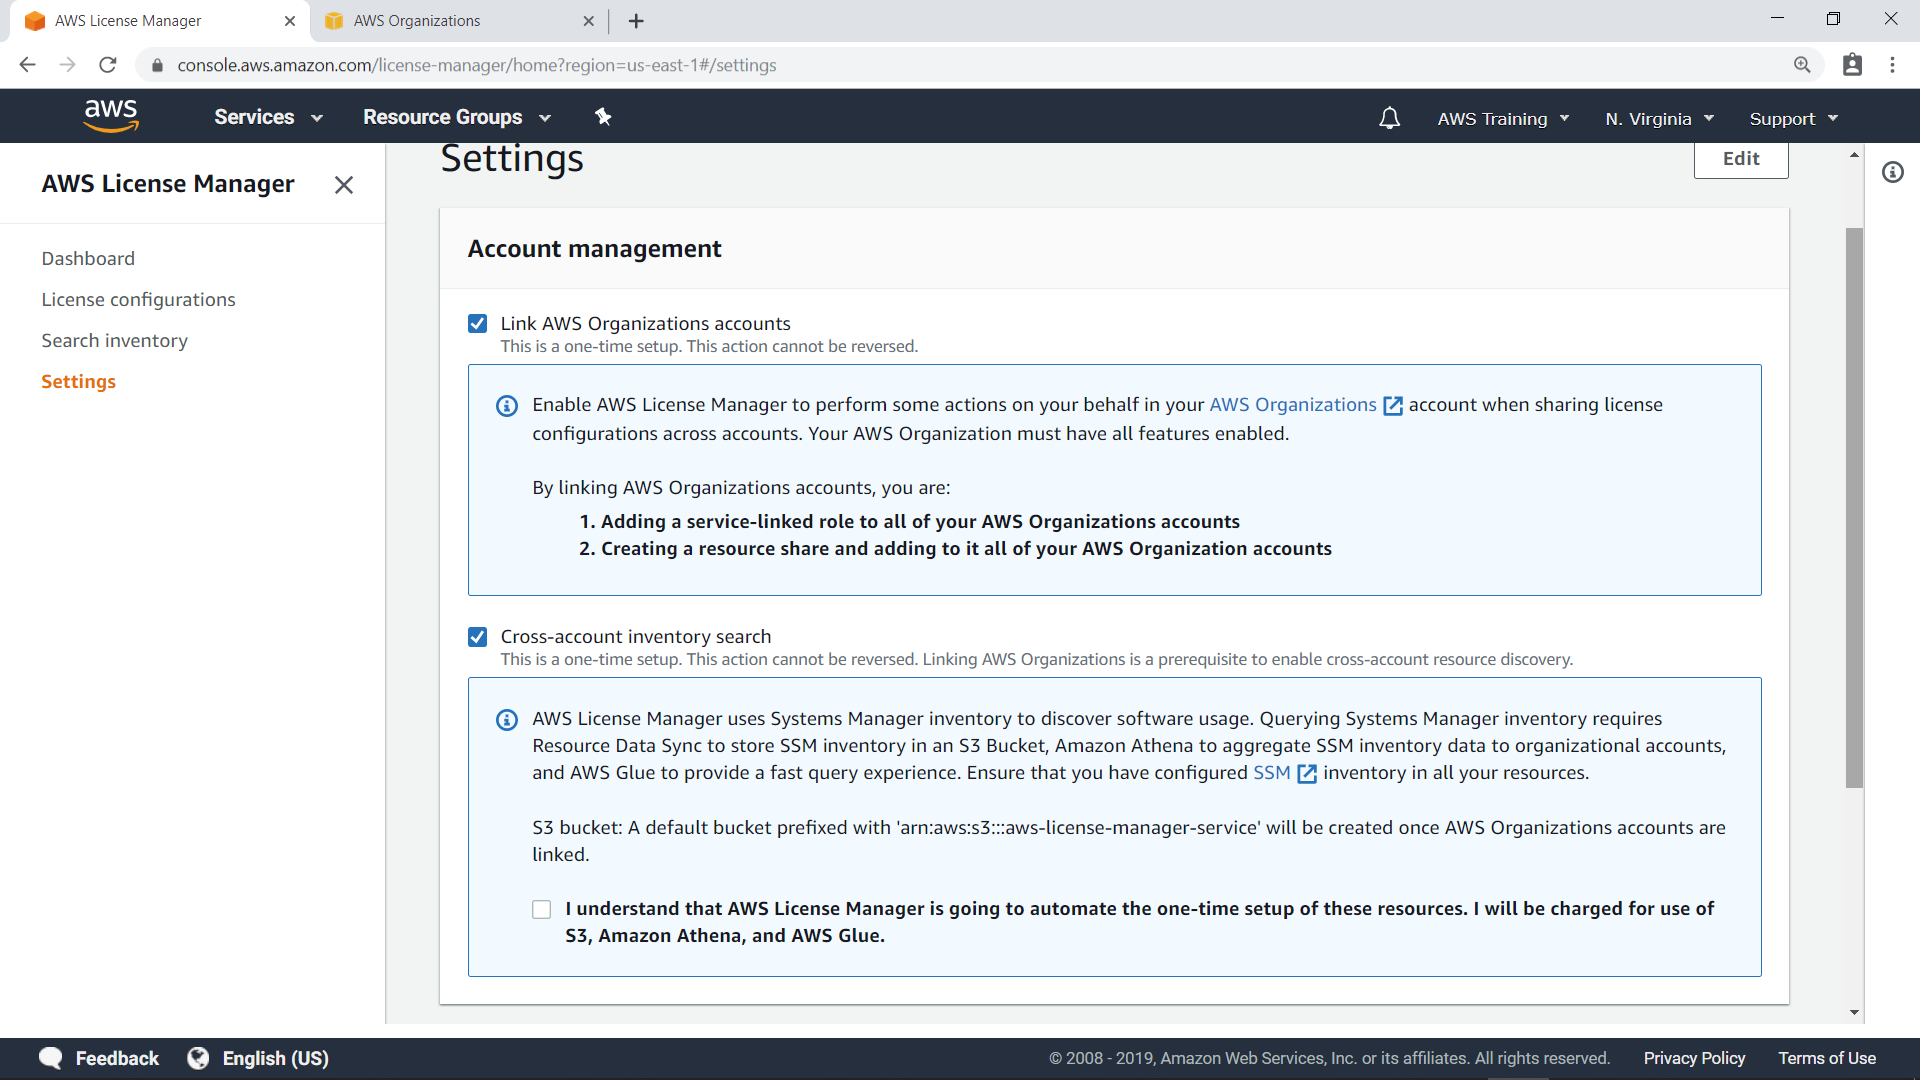 AWS License Manager
AWS Organizations
console.aws.amazon.com/license-manager/home?region=us-east-1#/settings
aws
Services
Resource Groups
AWS Training
N. Virginia
Support
AWS License Manager
Dashboard
License configurations
Search inventory
Settings
Settings
Edit
Account management
Link AWS Organizations accounts
This is a one-time setup. This action cannot be reversed.
Enable AWS License Manager to perform some actions on your behalf in your AWS Organizations account when sharing license
configurations across accounts. Your AWS Organization must have all features enabled.
By linking AWS Organizations accounts, you are:
1. Adding a service-linked role to all of your AWS Organizations accounts
2. Creating a resource share and adding to it all of your AWS Organization accounts
Cross-account inventory search
This is a one-time setup. This action cannot be reversed. Linking AWS Organizations is a prerequisite to enable cross-account resource discovery.
AWS License Manager uses Systems Manager inventory to discover software usage. Querying Systems Manager inventory requires
Resource Data Sync to store SSM inventory in an S3 Bucket, Amazon Athena to aggregate SSM inventory data to organizational accounts,
and AWS Glue to provide a fast query experience. Ensure that you have configured SSM inventory in all your resources.
S3 bucket: A default bucket prefixed with 'arn:aws:s3:::aws-license-manager-service' will be created once AWS Organizations accounts are
linked.
I understand that AWS License Manager is going to automate the one-time setup of these resources. I will be charged for use of
S3, Amazon Athena, and AWS Glue.
Feedback
English (US)
© 2008 - 2019, Amazon Web Services, Inc. or its affiliates. All rights reserved.
Privacy Policy
Terms of Use